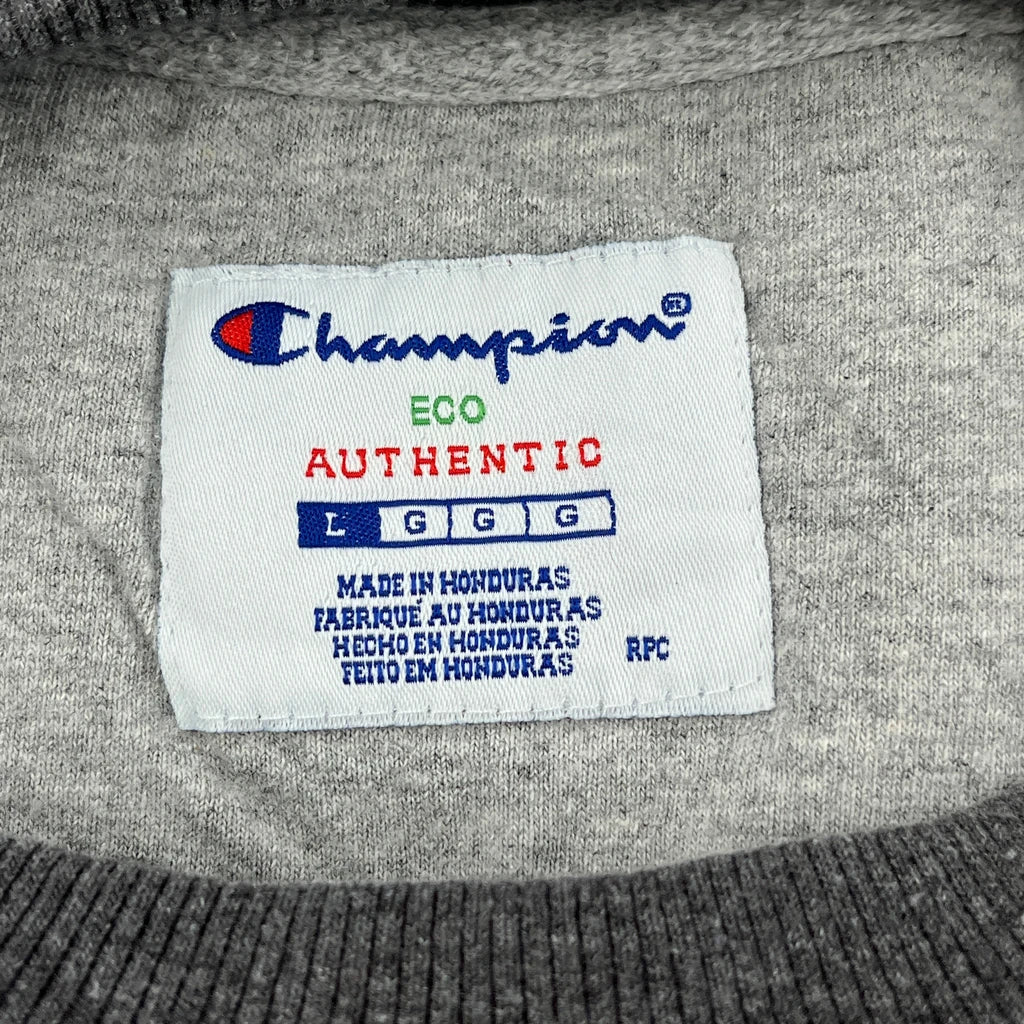 Champion®
ECO
AUTHENTIC
L G G G
MADE IN HONDURAS
FABRIQUÉ AU HONDURAS
HECHO EN HONDURAS
FEITO EM HONDURAS
RPC